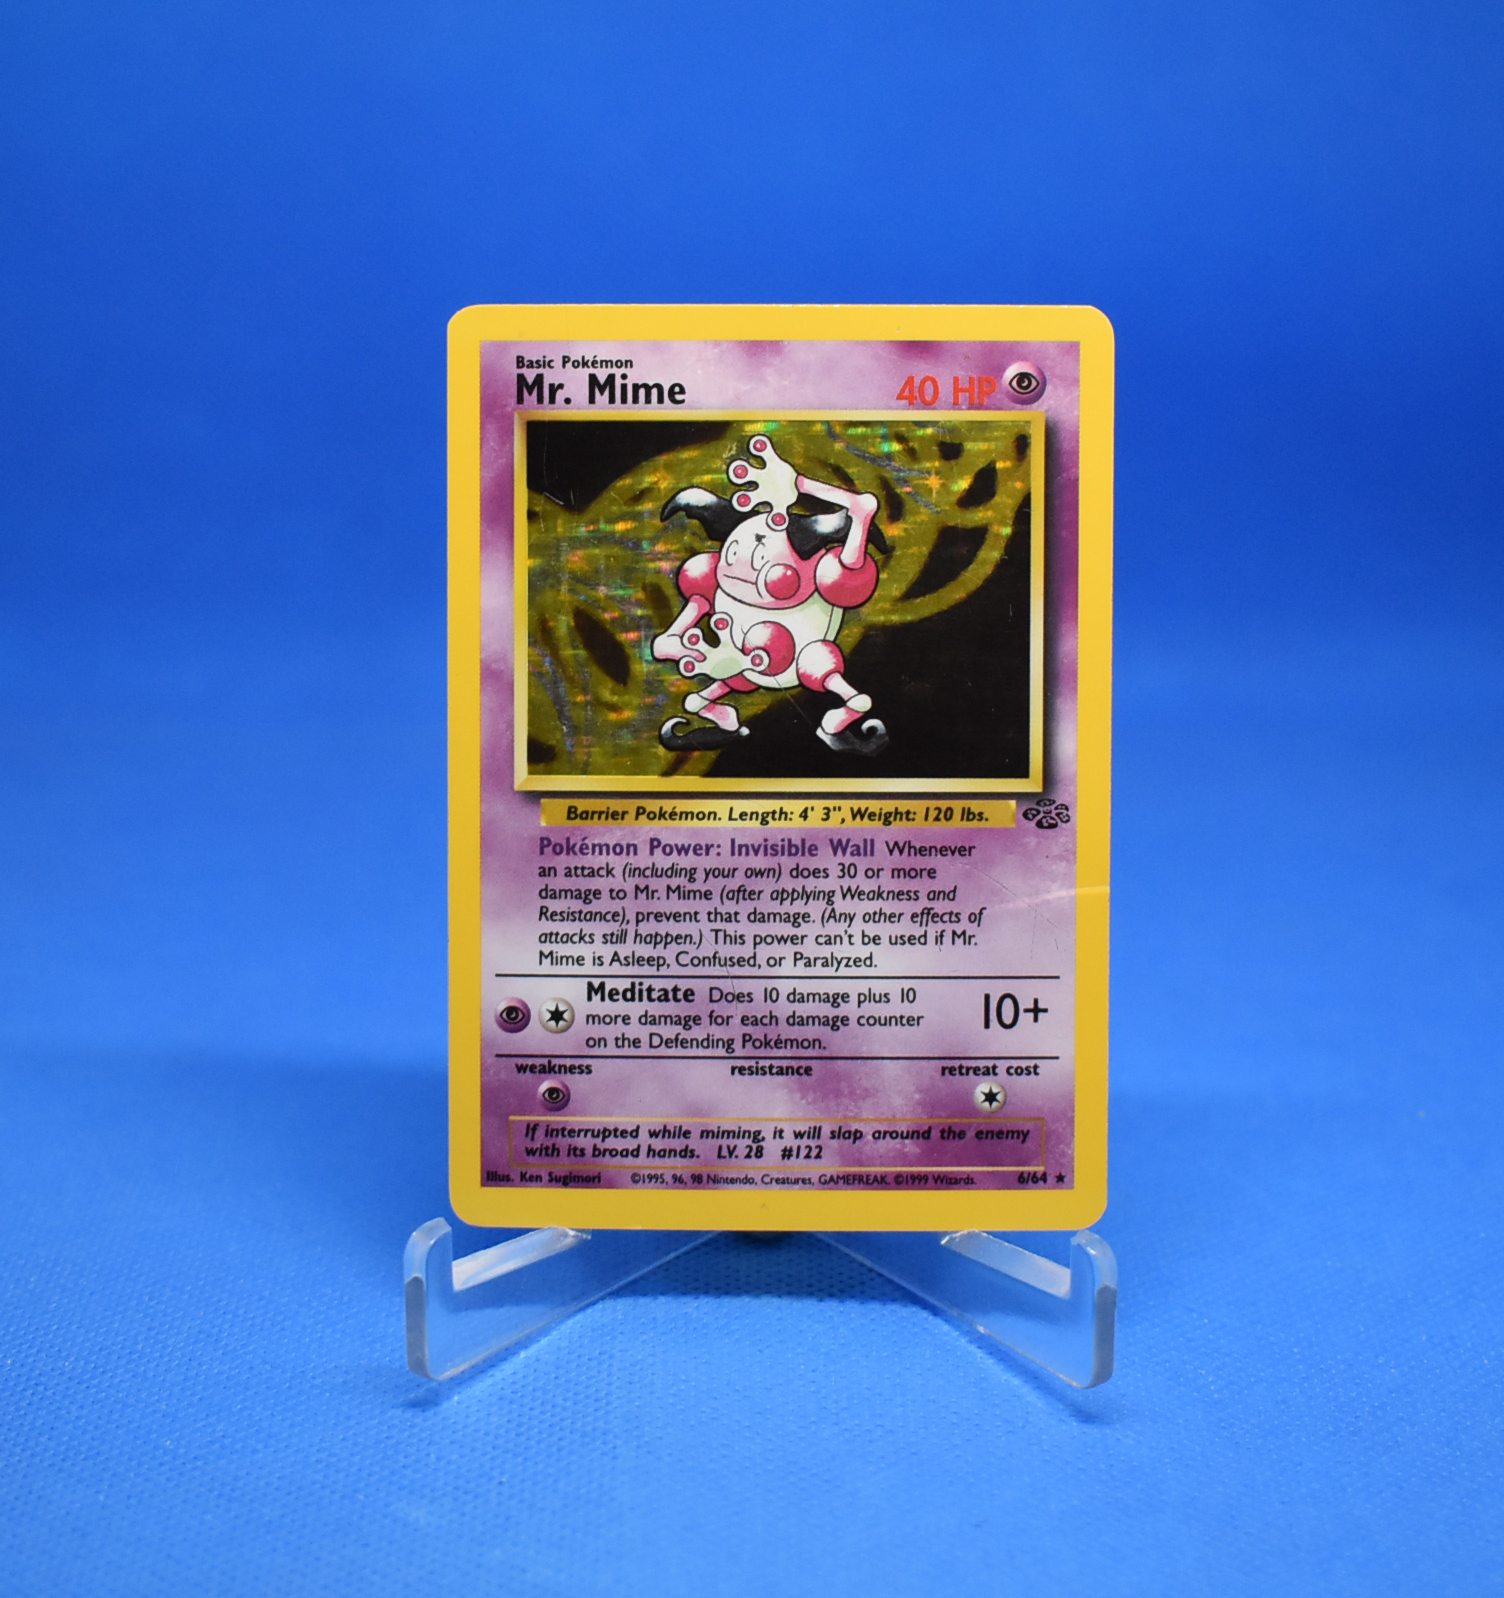 Basic Pokémon
Mr. Mime
40 HP
Barrier Pokémon. Length: 4' 3", Weight: 120 lbs.
Pokémon Power: Invisible Wall Whenever
an attack (including your own) does 30 or more
damage to Mr. Mime (after applying Weakness and
Resistance), prevent that damage. (Any other effects of
attacks still happen.) This power can't be used if Mr.
Mime is Asleep, Confused, or Paralyzed.
Meditate Does 10 damage plus 10
more damage for each damage counter
on the Defending Pokémon.
10+
weakness resistance retreat cost
If interrupted while miming, it will slap around the enemy
with its broad hands. LV. 28 #122
Illus. Ken Sugimori ©1995, 96, 98 Nintendo, Creatures, GAMEFREAK. ©1999 Wizards. 6/64 ★